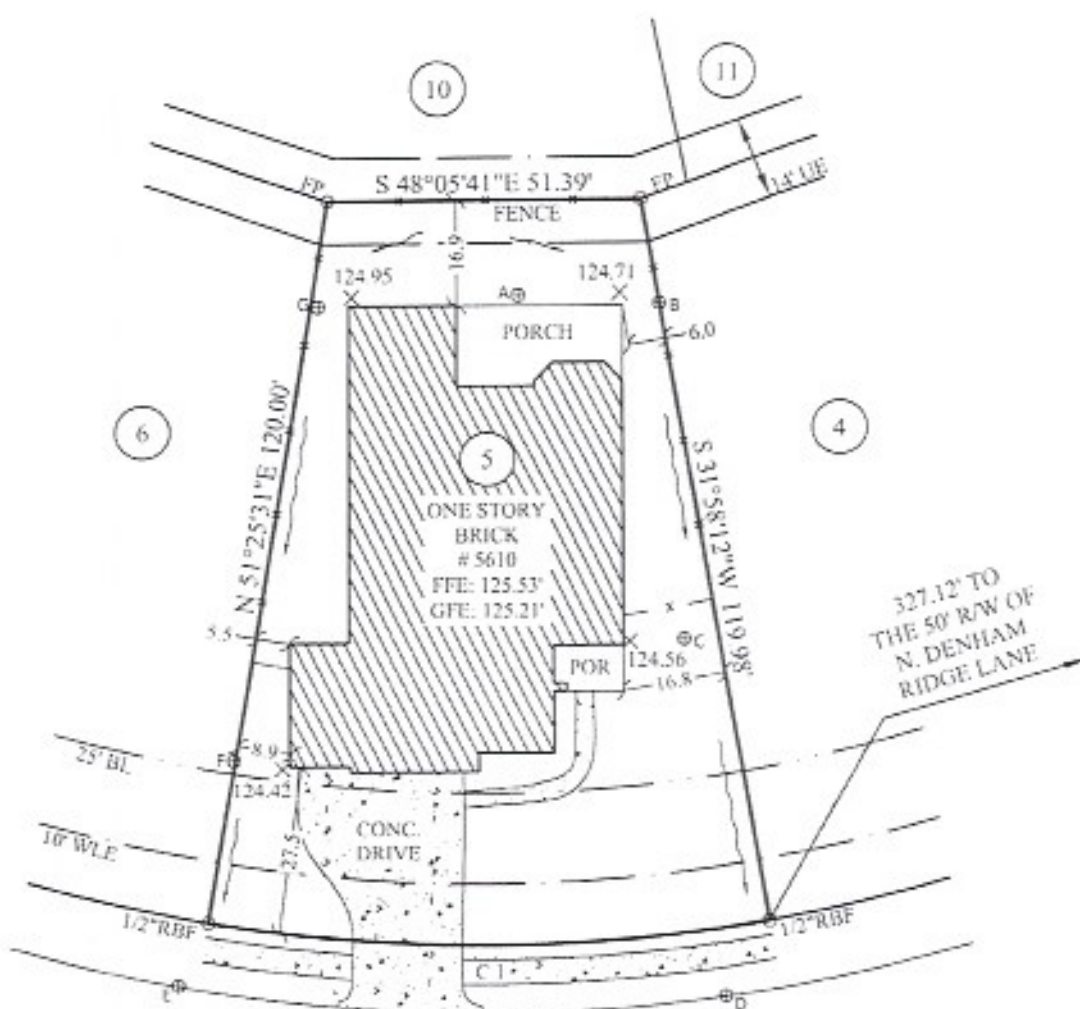 11
10
14' UE
FP
S 48°05'41"E 51.39'
FP
FENCE
16.9
124.95
124.71
A
G
B
PORCH
6.0
6
5
4
N 51°25'31"E 120.00'
S 31°58'12"W 119.98'
ONE STORY
BRICK
# 5610
FFE: 125.53'
GFE: 125.21'
327.12' TO
THE 50' R/W OF
N. DENHAM
RIDGE LANE
5.5
x
C
124.56
POR
16.8
25' BL
F
8.9
124.42
10' WLE
27.5
CONC.
DRIVE
1/2"RBF
1/2"RBF
C 1
E
D